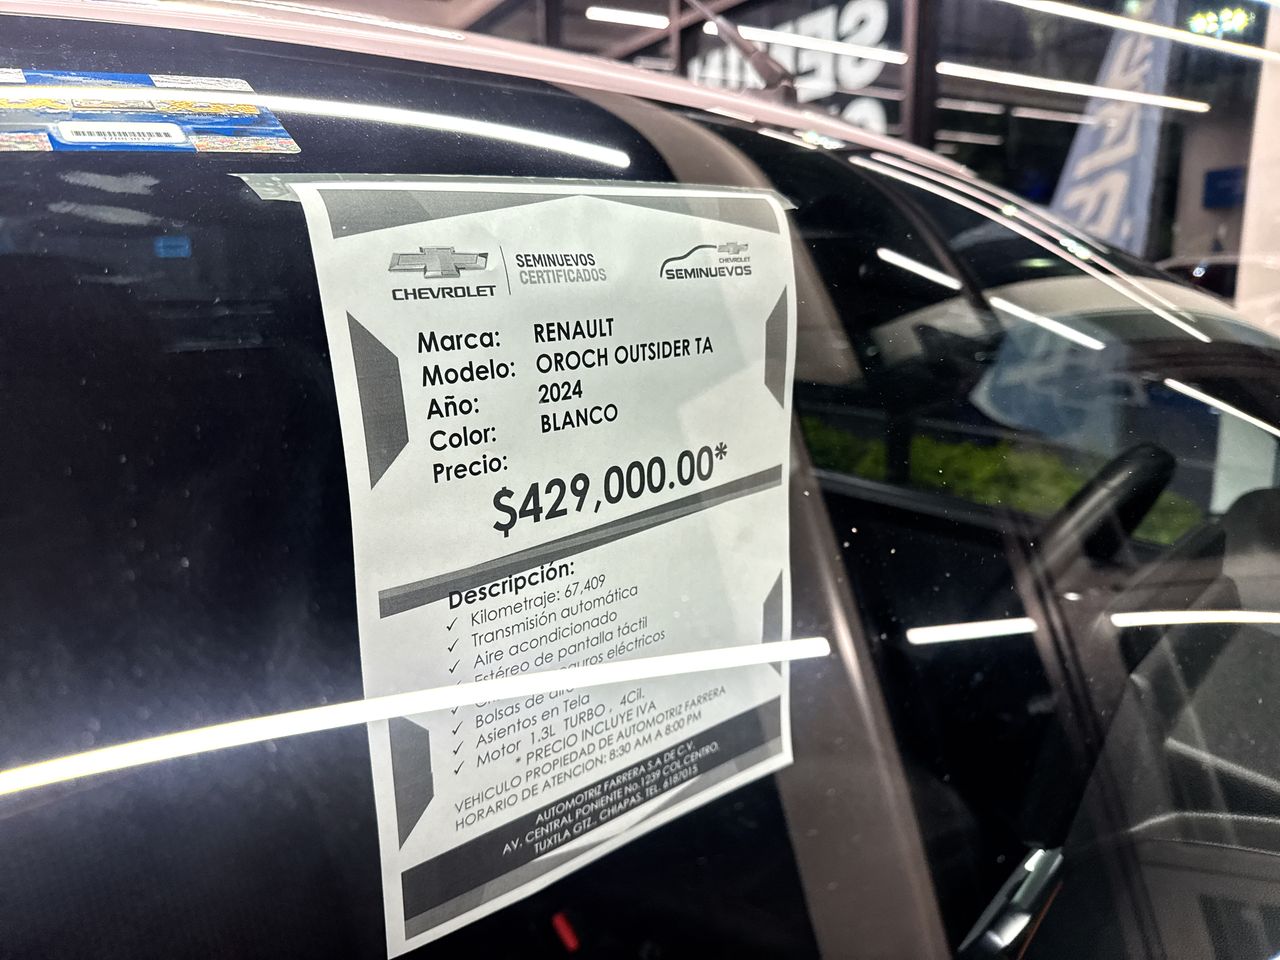 CHEVROLET
SEMINUEVOS
CERTIFICADOS
CHEVROLET
SEMINUEVOS
Marca: RENAULT
Modelo: OROCH OUTSIDER TA
Año: 2024
Color: BLANCO
Precio:
$429,000.00*
Descripción:
✓ Kilometraje: 67,409
✓ Transmisión automática
✓ Aire acondicionado
✓ Estéreo de pantalla táctil
eléctricos
✓ Bolsas de
✓ Asientos en Tela
✓ Motor 1.3L TURBO, 4Cil.
* PRECIO INCLUYE IVA
VEHICULO PROPIEDAD DE AUTOMOTRIZ FARRERA
HORARIO DE ATENCION: 8:30 AM A 8:00 PM
AUTOMOTRIZ FARRERA S.A DE C.V.
AV. CENTRAL PONIENTE No.1239 COL.CENTRO.
TUXTLA GTZ., CHIAPAS. TEL. 6187015